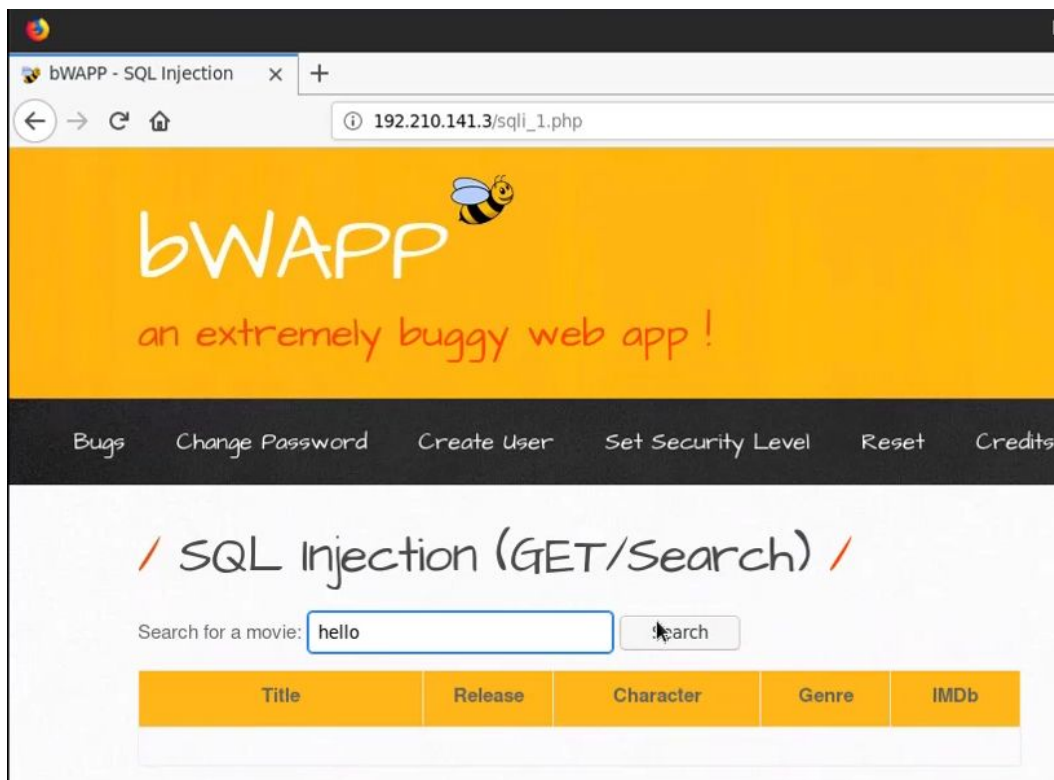 bWAPP - SQL Injection
192.210.141.3/sqli_1.php
bWAPP
an extremely buggy web app !
Bugs Change Password Create User Set Security Level Reset Credits
/ SQL Injection (GET/Search) /
Search for a movie: hello Search
Title Release Character Genre IMDb